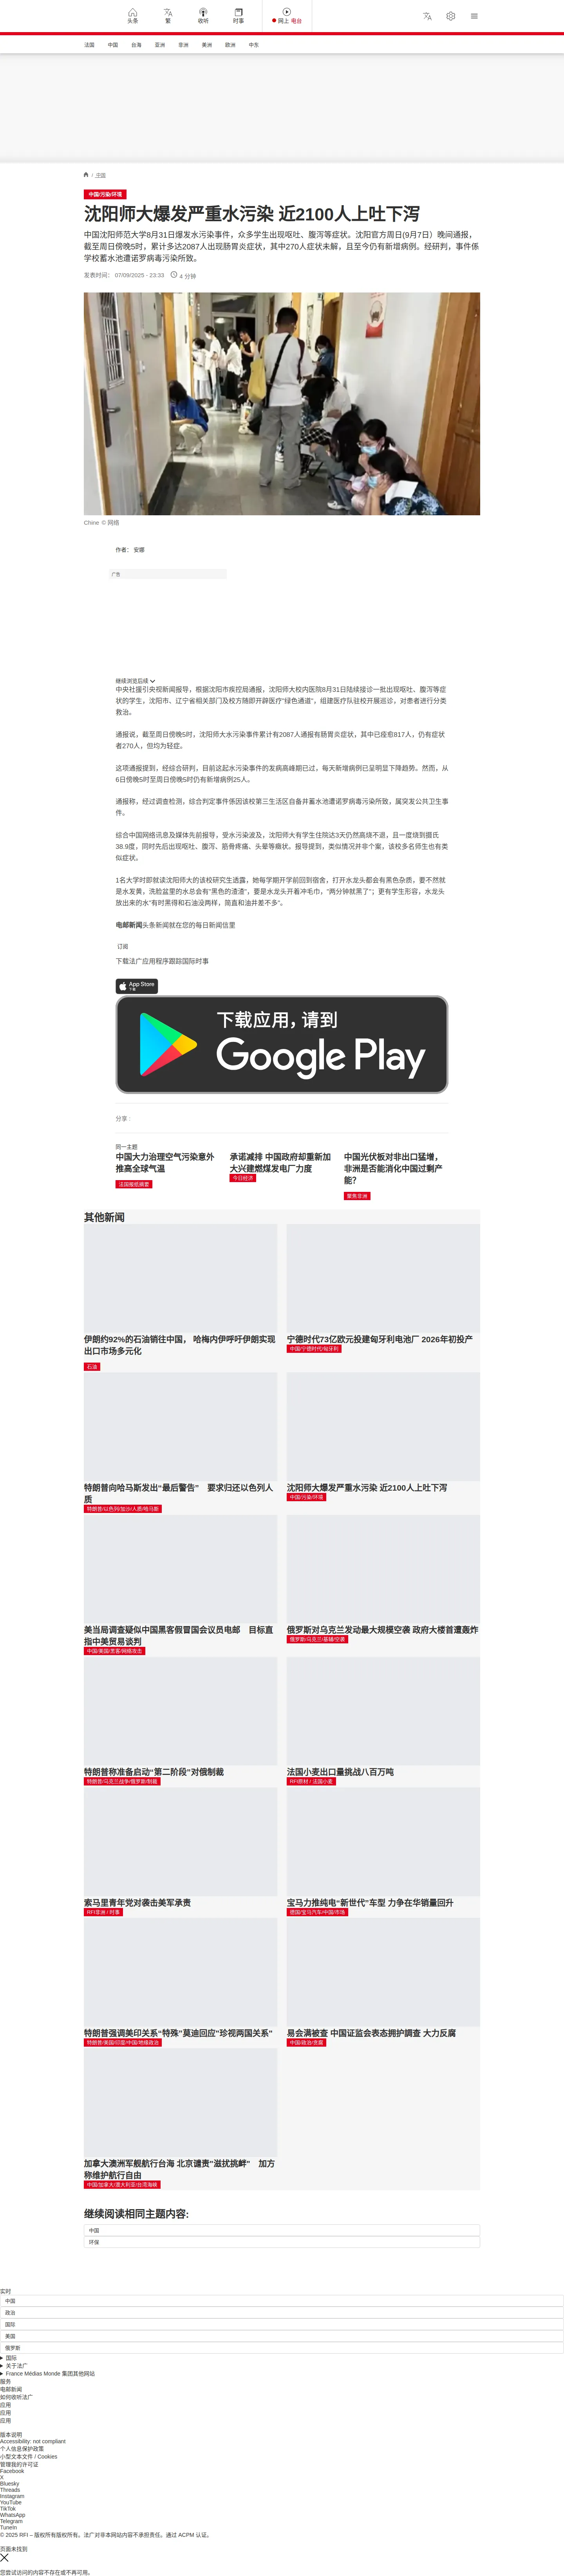 头条
繁
收听
时事
网上 电台
法国
中国
台海
亚洲
非洲
美洲
欧洲
中东
/ 中国
中国/污染/环境
沈阳师大爆发严重水污染 近2100人上吐下泻
中国沈阳师范大学8月31日爆发水污染事件，众多学生出现呕吐、腹泻等症状。沈阳官方周日(9月7日）晚间通报，
截至周日傍晚5时，累计多达2087人出现肠胃炎症状，其中270人症状未解，且至今仍有新增病例。经研判，事件係
学校蓄水池遭诺罗病毒污染所致。
发表时间： 07/09/2025 - 23:33
4 分钟
Chine © 网络
作者： 安娜
广告
继续浏览后续
中央社援引央视新闻报导，根据沈阳市疾控局通报，沈阳师大校内医院8月31日陆续接诊一批出现呕吐、腹泻等症
状的学生，沈阳市、辽宁省相关部门及校方随即开辟医疗“绿色通道”，组建医疗队驻校开展巡诊，对患者进行分类
救治。
通报说，截至周日傍晚5时，沈阳师大水污染事件累计有2087人通报有肠胃炎症状，其中已痊愈817人，仍有症状
者270人，但均为轻症。
这项通报提到，经综合研判，目前这起水污染事件的发病高峰期已过，每天新增病例已呈明显下降趋势。然而，从
6日傍晚5时至周日傍晚5时仍有新增病例25人。
通报称，经过调查检测，综合判定事件係因该校第三生活区自备井蓄水池遭诺罗病毒污染所致，属突发公共卫生事
件。
综合中国网络讯息及媒体先前报导，受水污染波及，沈阳师大有学生住院达3天仍然高烧不退，且一度烧到摄氏
38.9度，同时先后出现呕吐、腹泻、筋骨疼痛、头晕等癥状。报导提到，类似情况并非个案，该校多名师生也有类
似症状。
1名大学时即就读沈阳师大的该校研究生透露，她每学期开学前回到宿舍，打开水龙头都会有黑色杂质，要不然就
是水发黄，洗脸盆里的水总会有“黑色的渣渣”，要是水龙头开着冲毛巾，“两分钟就黑了”；更有学生形容，水龙头
放出来的水“有时黑得和石油没两样，简直和油井差不多”。
电邮新闻头条新闻就在您的每日新闻信里
订阅
下载法广应用程序跟踪国际时事
App Store
下载
下载应用，请到
Google Play
分享 :
同一主题
中国大力治理空气污染意外
推高全球气温
法国报纸摘要
承诺减排 中国政府却重新加
大兴建燃煤发电厂力度
今日经济
中国光伏板对非出口猛增，
非洲是否能消化中国过剩产
能？
聚焦非洲
其他新闻
伊朗约92%的石油销往中国， 哈梅内伊呼吁伊朗实现
出口市场多元化
石油
宁德时代73亿欧元投建匈牙利电池厂 2026年初投产
中国/宁德时代/匈牙利
特朗普向哈马斯发出“最后警告” 要求归还以色列人
质
特朗普/以色列/加沙/人质/哈马斯
沈阳师大爆发严重水污染 近2100人上吐下泻
中国/污染/环境
美当局调查疑似中国黑客假冒国会议员电邮 目标直
指中美贸易谈判
中国/美国/黑客/网络攻击
俄罗斯对乌克兰发动最大规模空袭 政府大楼首遭轰炸
俄罗斯/乌克兰/基辅/空袭
特朗普称准备启动“第二阶段”对俄制裁
特朗普/乌克兰战争/俄罗斯/制裁
法国小麦出口量挑战八百万吨
RFI原材 / 法国小麦
索马里青年党对袭击美军承责
RFI非洲 / 时事
宝马力推纯电“新世代”车型 力争在华销量回升
德国/宝马汽车/中国/市场
特朗普强调美印关系“特殊”莫迪回应“珍视两国关系”
特朗普/美国/印度/中国/地缘政治
易会满被查 中国证监会表态拥护調查 大力反腐
中国/政治/贪腐
加拿大澳洲军舰航行台海 北京谴责“滋扰挑衅” 加方
称维护航行自由
中国/加拿大/澳大利亚/台湾海峡
继续阅读相同主题内容:
中国
环保
实时
中国
政治
国际
美国
俄罗斯
国际
关于法广
France Médias Monde 集团其他网站
服务
电邮新闻
如何收听法广
应用
应用
应用
版本说明
Accessibility: not compliant
个人信息保护政策
小型文本文件 / Cookies
管理我的许可证
Facebook
X
Bluesky
Threads
Instagram
YouTube
TikTok
WhatsApp
Telegram
TuneIn
© 2025 RFI – 版权所有版权所有。法广对非本网站内容不承担责任。通过 ACPM 认证。
页面未找到
您尝试访问的内容不存在或不再可用。